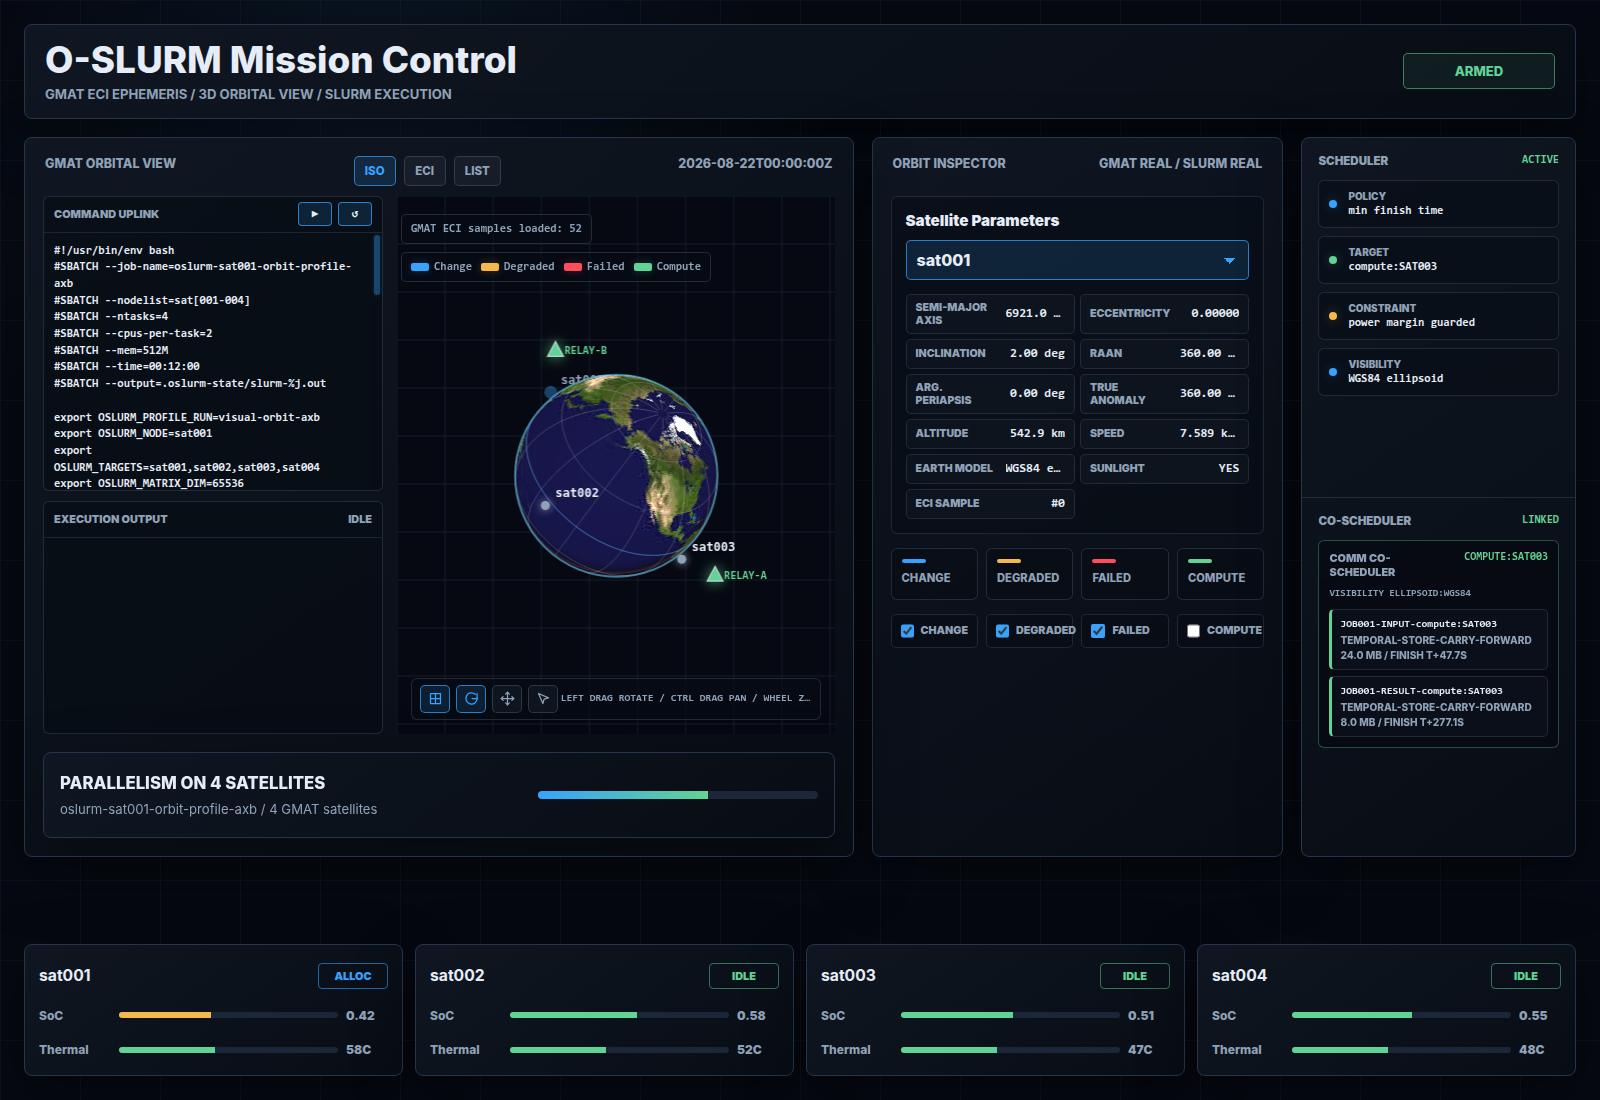 O-SLURM Mission Control
GMAT ECI EPHEMERIS / 3D ORBITAL VIEW / SLURM EXECUTION
ARMED
GMAT ORBITAL VIEW
ISO
ECI
LIST
2026-08-22T00:00:00Z
COMMAND UPLINK
#!/usr/bin/env bash
#SBATCH --job-name=oslurm-sat001-orbit-profile-
axb
#SBATCH --nodelist=sat[001-004]
#SBATCH --ntasks=4
#SBATCH --cpus-per-task=2
#SBATCH --mem=512M
#SBATCH --time=00:12:00
#SBATCH --output=.oslurm-state/slurm-%j.out
export OSLURM_PROFILE_RUN=visual-orbit-axb
export OSLURM_NODE=sat001
export
OSLURM_TARGETS=sat001,sat002,sat003,sat004
export OSLURM_MATRIX_DIM=65536
EXECUTION OUTPUT
IDLE
GMAT ECI samples loaded: 52
Change
Degraded
Failed
Compute
RELAY-B
sat002
sat003
RELAY-A
LEFT DRAG ROTATE / CTRL DRAG PAN / WHEEL Z…
PARALLELISM ON 4 SATELLITES
oslurm-sat001-orbit-profile-axb / 4 GMAT satellites
ORBIT INSPECTOR
GMAT REAL / SLURM REAL
Satellite Parameters
sat001
SEMI-MAJOR
AXIS
6921.0 …
ECCENTRICITY
0.00000
INCLINATION
2.00 deg
RAAN
360.00 …
ARG.
PERIAPSIS
0.00 deg
TRUE
ANOMALY
360.00 …
ALTITUDE
542.9 km
SPEED
7.589 k…
EARTH MODEL
WGS84 e…
SUNLIGHT
YES
ECI SAMPLE
#0
CHANGE
DEGRADED
FAILED
COMPUTE
CHANGE
DEGRADED
FAILED
COMPUTE
SCHEDULER
ACTIVE
POLICY
min finish time
TARGET
compute:SAT003
CONSTRAINT
power margin guarded
VISIBILITY
WGS84 ellipsoid
CO-SCHEDULER
LINKED
COMM CO-
SCHEDULER
COMPUTE:SAT003
VISIBILITY ELLIPSOID:WGS84
JOB001-INPUT-compute:SAT003
TEMPORAL-STORE-CARRY-FORWARD
24.0 MB / FINISH T+47.7S
JOB001-RESULT-compute:SAT003
TEMPORAL-STORE-CARRY-FORWARD
8.0 MB / FINISH T+277.1S
sat001
ALLOC
SoC
0.42
Thermal
58C
sat002
IDLE
SoC
0.58
Thermal
52C
sat003
IDLE
SoC
0.51
Thermal
47C
sat004
IDLE
SoC
0.55
Thermal
48C